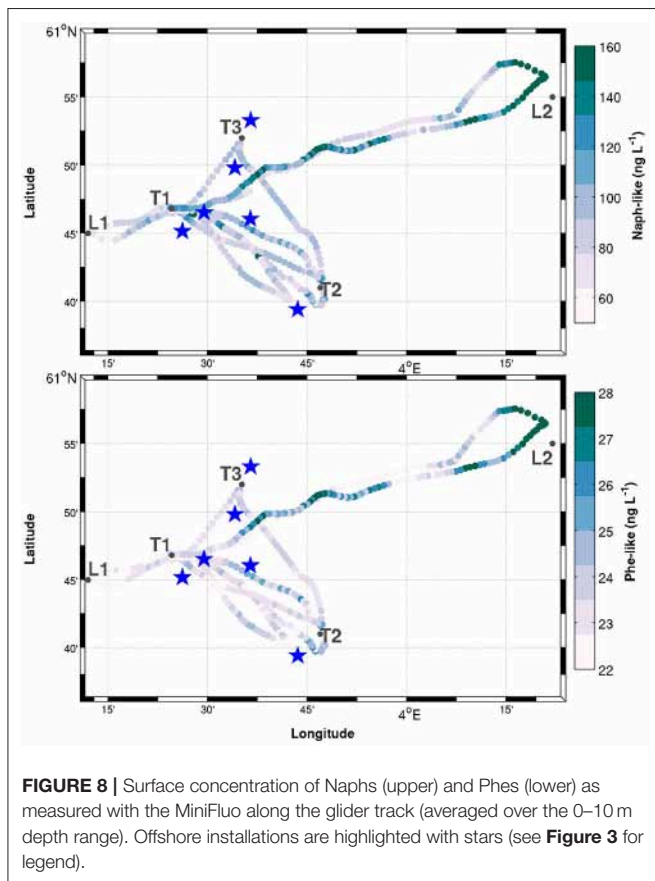 61°N
55'
50'
45'
40'
Latitude
15'
30'
45'
4°E
15'
T3
T1
L1
T2
L2
160
140
120
100
80
60
Naph-like (ng L⁻¹)
61°N
55'
50'
45'
40'
Latitude
15'
30'
45'
4°E
15'
Longitude
T3
T1
L1
T2
L2
28
27
26
25
24
23
22
Phe-like (ng L⁻¹)
FIGURE 8 | Surface concentration of Naphs (upper) and Phes (lower) as
measured with the MiniFluo along the glider track (averaged over the 0–10 m
depth range). Offshore installations are highlighted with stars (see Figure 3 for
legend).